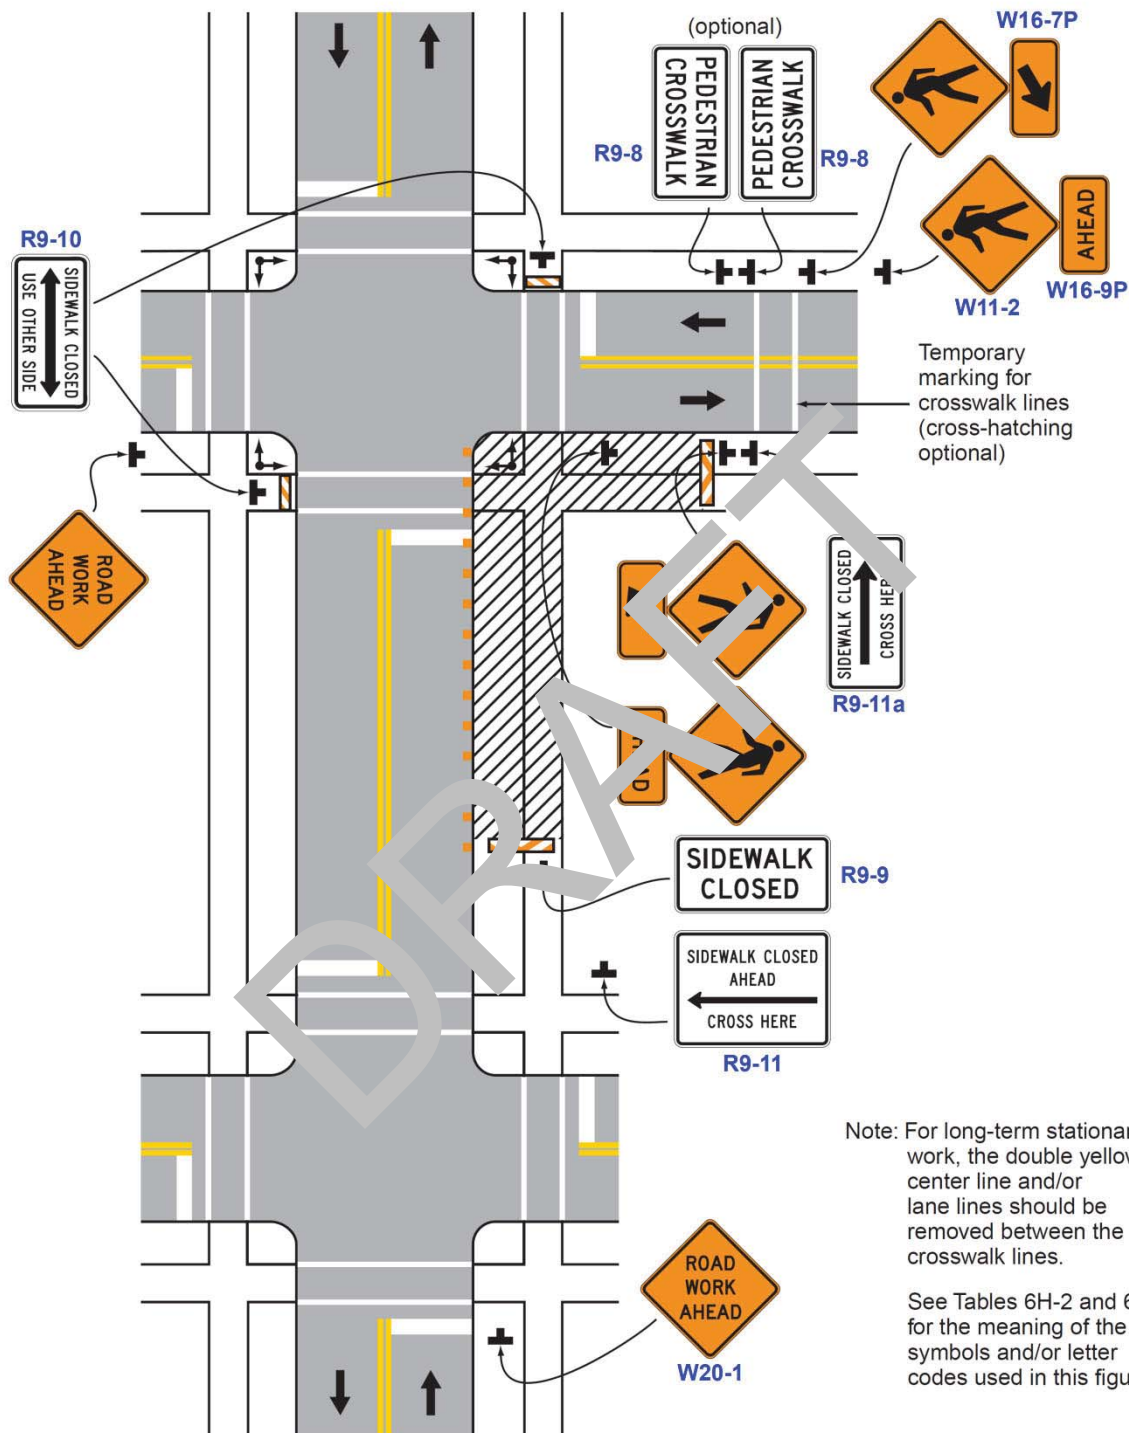 (optional)
W16-7P
PEDESTRIAN
CROSSWALK
PEDESTRIAN
CROSSWALK
R9-8
R9-8
AHEAD
W11-2
W16-9P
R9-10
SIDEWALK CLOSED
USE OTHER SIDE
Temporary
marking for
crosswalk lines
(cross-hatching
optional)
ROAD
WORK
AHEAD
SIDEWALK CLOSED
CROSS
R9-11a
DRAFT
SIDEWALK
CLOSED
R9-9
SIDEWALK CLOSED
AHEAD
CROSS HERE
R9-11
Note: For long-term
work, the double
center line and/or
lane lines should be
removed between the
crosswalk lines.
See Tables 6H-2 and
for the meaning of the
symbols and/or letter
codes used in this
ROAD
WORK
AHEAD
W20-1